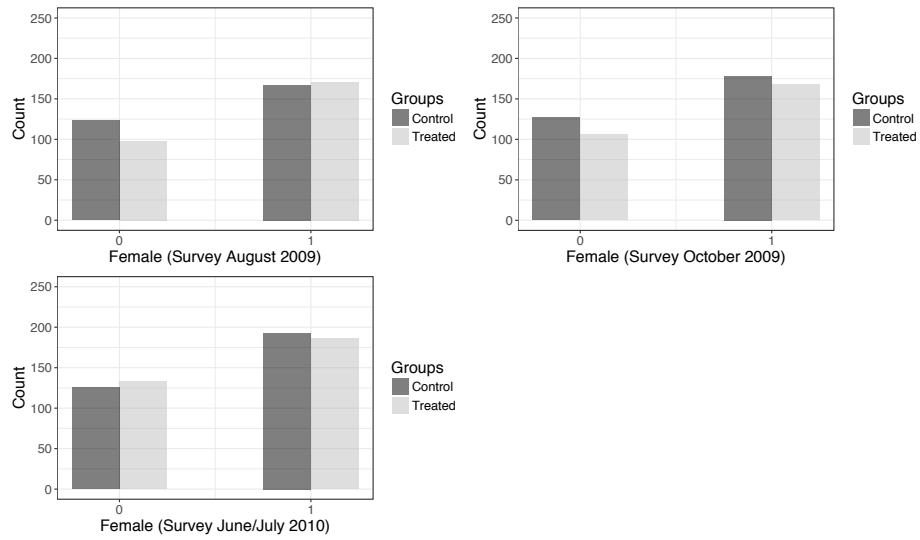 250
200
150
100
50
0
Count
0 1
Female (Survey August 2009)
Groups
Control
Treated
250
200
150
100
50
0
Count
0 1
Female (Survey October 2009)
Groups
Control
Treated
250
200
150
100
50
0
Count
0 1
Female (Survey June/July 2010)
Groups
Control
Treated